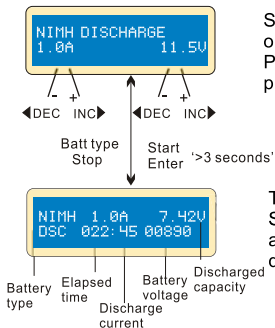 NIMH DISCHARGE
1.0A 11.5V
- + - +
DEC INC DEC INC
Batt type
Stop
Start
Enter
'>3 seconds'
NIMH 1.0A 7.42V
DSC 022:45 00890
Battery
type
Elapsed
time
Discharge
current
Battery
voltage
Discharged
capacity
S
o
P
p
T
S
a
c